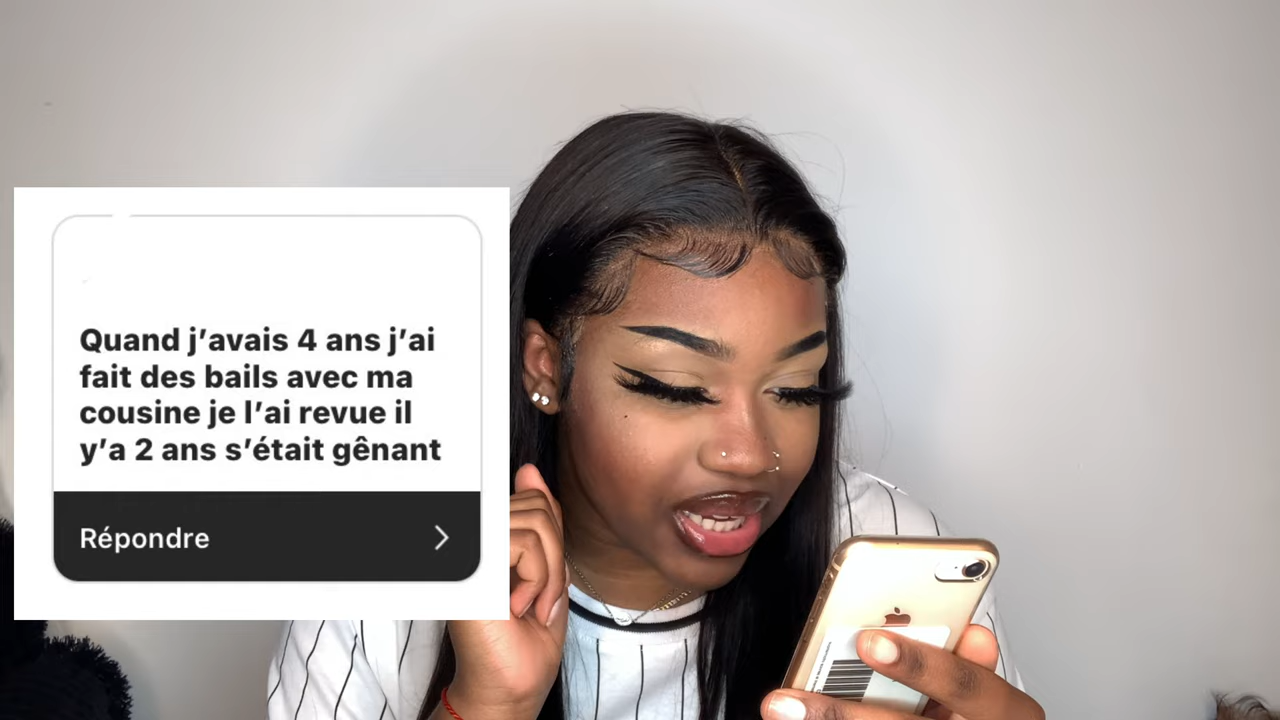 Quand j’avais 4 ans j’ai
fait des bails avec ma
cousine je l’ai revue il
y’a 2 ans s’était gênant
Répondre